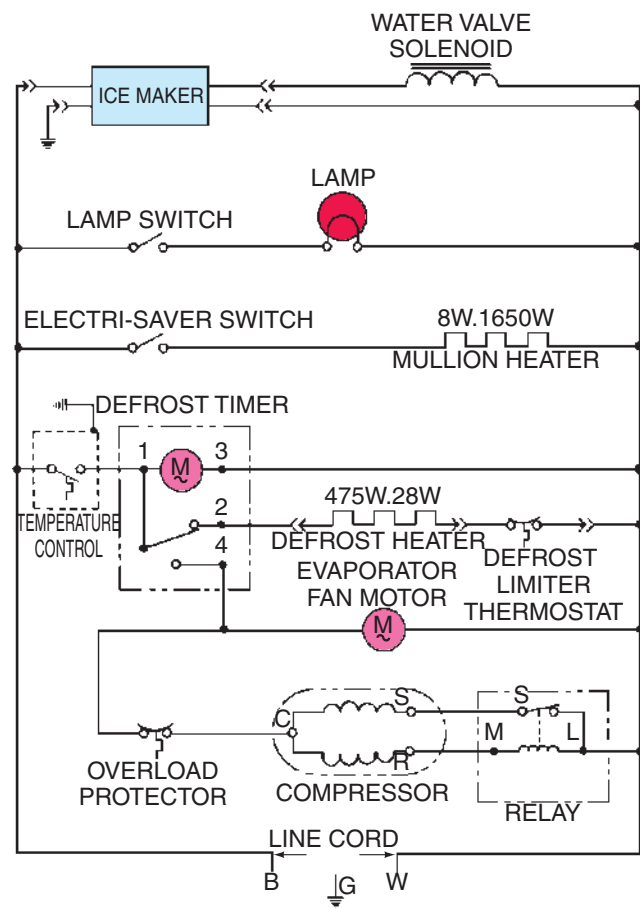 WATER VALVE
SOLENOID
ICE MAKER
LAMP
LAMP SWITCH
ELECTRI-SAVER SWITCH
8W.1650W
MULLION HEATER
DEFROST TIMER
1
M
3
2
475W.28W
TEMPERATURE
CONTROL
4
DEFROST HEATER
DEFROST
LIMITER
THERMOSTAT
EVAPORATOR
FAN MOTOR
M
C
S
R
S
M
L
OVERLOAD
PROTECTOR
COMPRESSOR
RELAY
LINE CORD
B
G
W